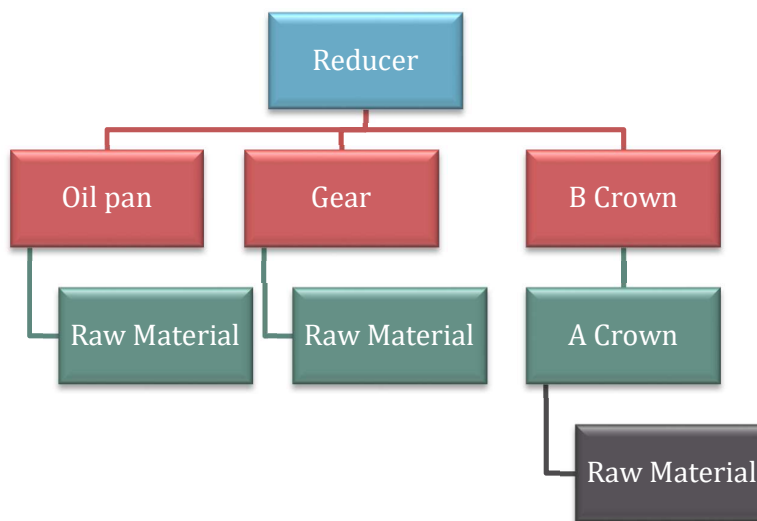 Reducer
Oil pan
Gear
B Crown
Raw Material
Raw Material
A Crown
Raw Material